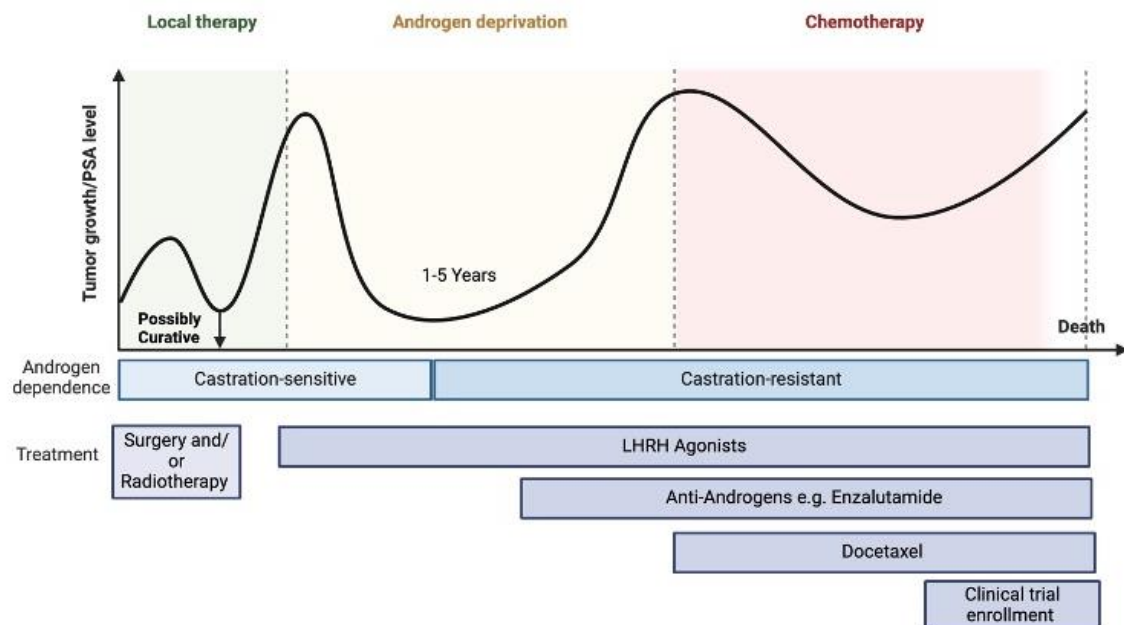 Local therapy
Androgen deprivation
Chemotherapy
Tumor growth/PSA level
1-5 Years
Possibly
Curative
Death
Androgen
dependence
Castration-sensitive
Castration-resistant
Treatment
Surgery and/
or
Radiotherapy
LHRH Agonists
Anti-Androgens e.g. Enzalutamide
Docetaxel
Clinical trial
enrollment